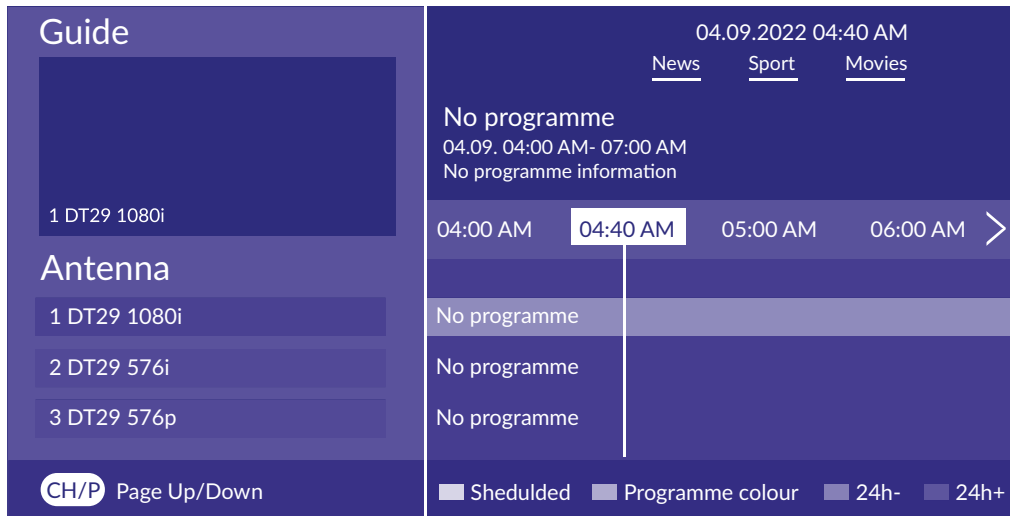 Guide
1 DT29 1080i
Antenna
1 DT29 1080i
2 DT29 576i
3 DT29 576p
CH/P Page Up/Down
04.09.2022 04:40 AM
News Sport Movies
No programme
04.09. 04:00 AM- 07:00 AM
No programme information
04:00 AM 04:40 AM 05:00 AM 06:00 AM
No programme
No programme
No programme
Shedulded Programme colour 24h- 24h+